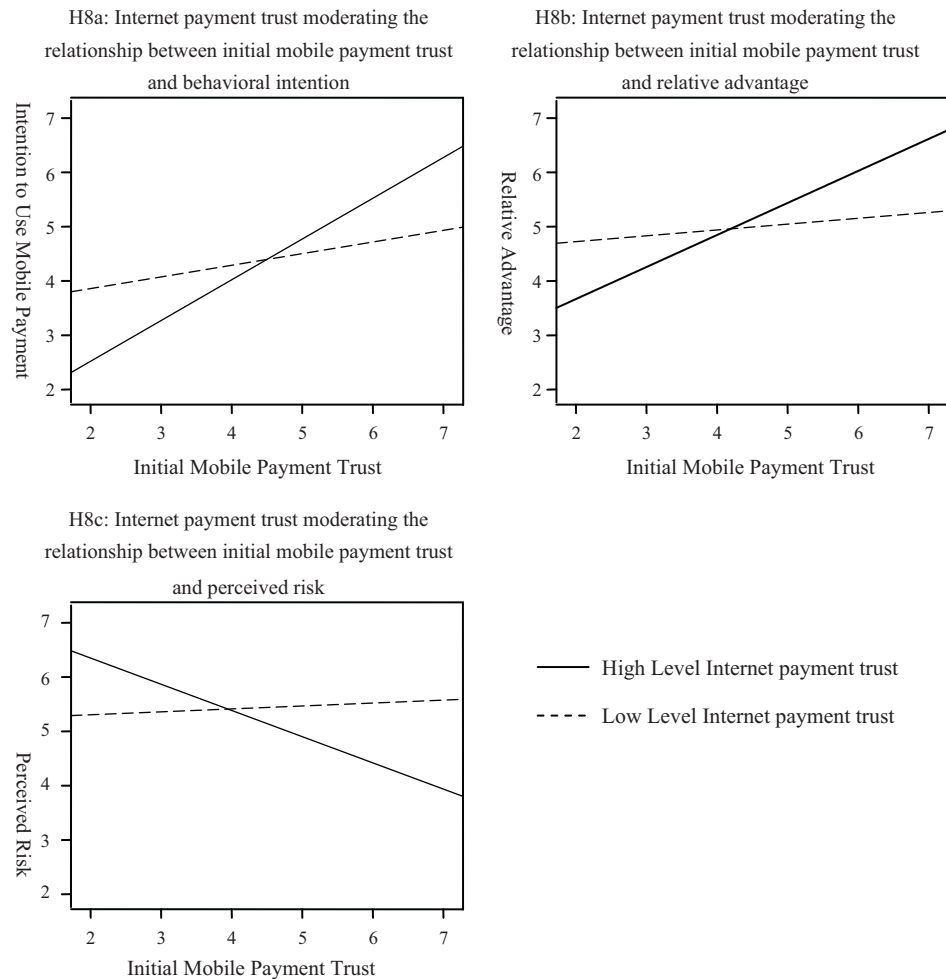 H8a: Internet payment trust moderating the
relationship between initial mobile payment trust
and behavioral intention
Intention to Use Mobile Payment
7
6
5
4
3
2
2 3 4 5 6 7
Initial Mobile Payment Trust
H8b: Internet payment trust moderating the
relationship between initial mobile payment trust
and relative advantage
Relative Advantage
7
6
5
4
3
2
2 3 4 5 6 7
Initial Mobile Payment Trust
H8c: Internet payment trust moderating the
relationship between initial mobile payment trust
and perceived risk
Perceived Risk
7
6
5
4
3
2
2 3 4 5 6 7
Initial Mobile Payment Trust
High Level Internet payment trust
Low Level Internet payment trust